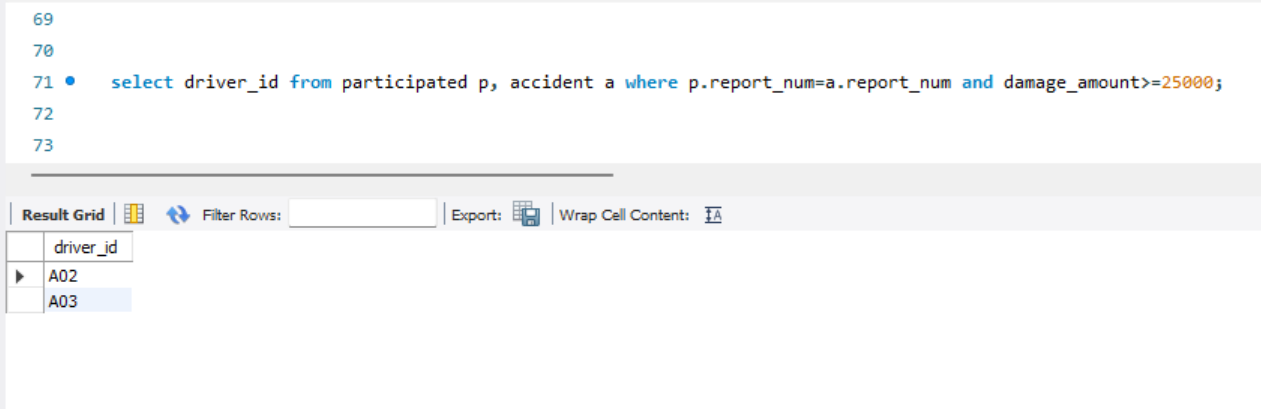 69
70
71 select driver_id from participated p, accident a where p.report_num=a.report_num and damage_amount>=25000;
72
73
Result Grid Filter Rows: Export: Wrap Cell Content: IA
driver_id
A02
A03